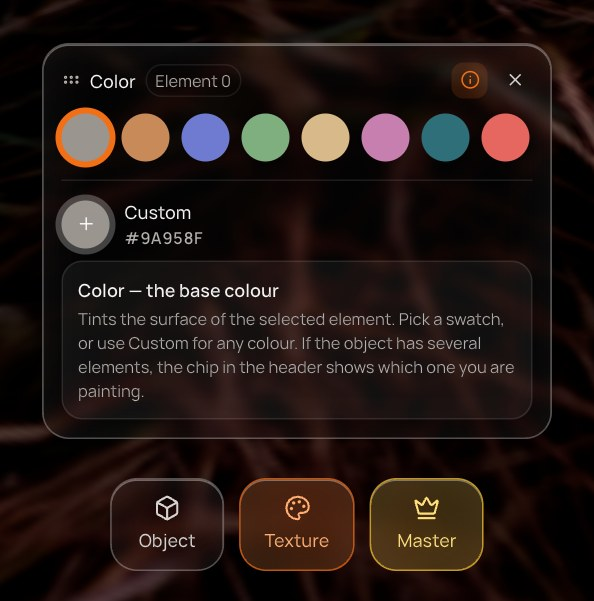 Color
Element 0
Custom
#9A958F
Color — the base colour
Tints the surface of the selected element. Pick a swatch,
or use Custom for any colour. If the object has several
elements, the chip in the header shows which one you are
painting.
Object
Texture
Master